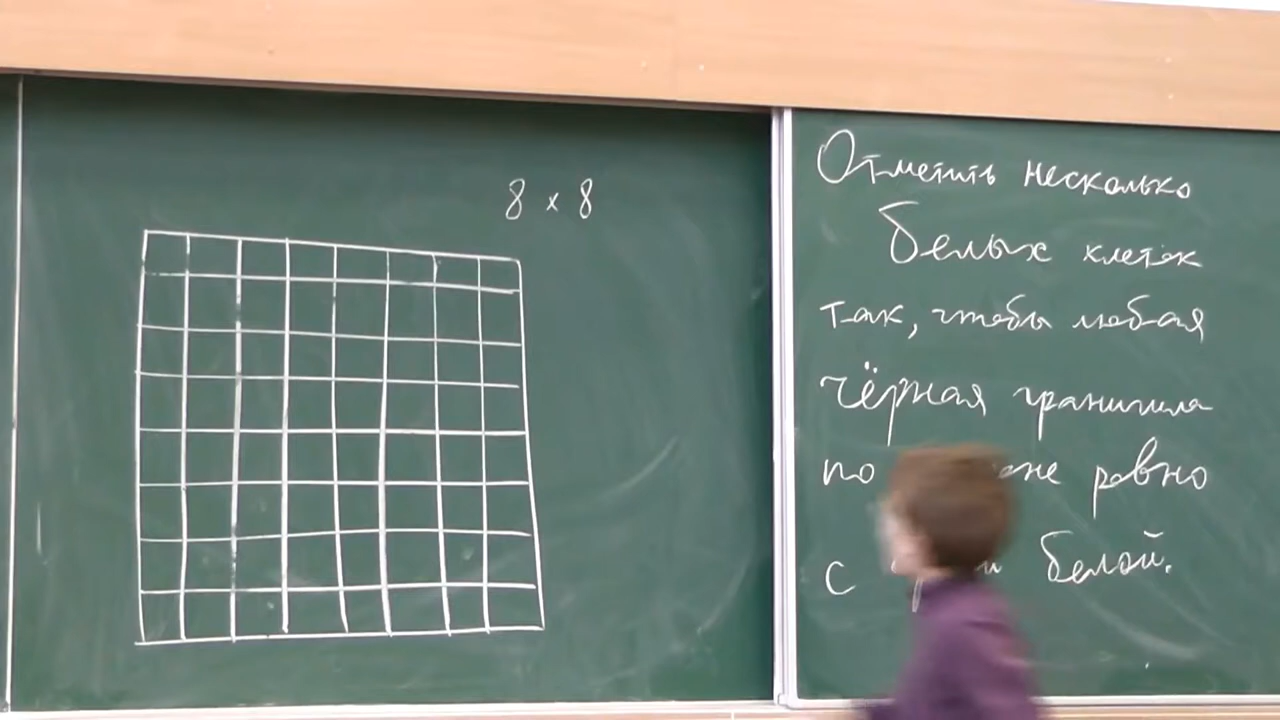 8 × 8
Отметить несколько
белых клеток
так, чтобы любая
чёрная граничила
по равно
с белой.